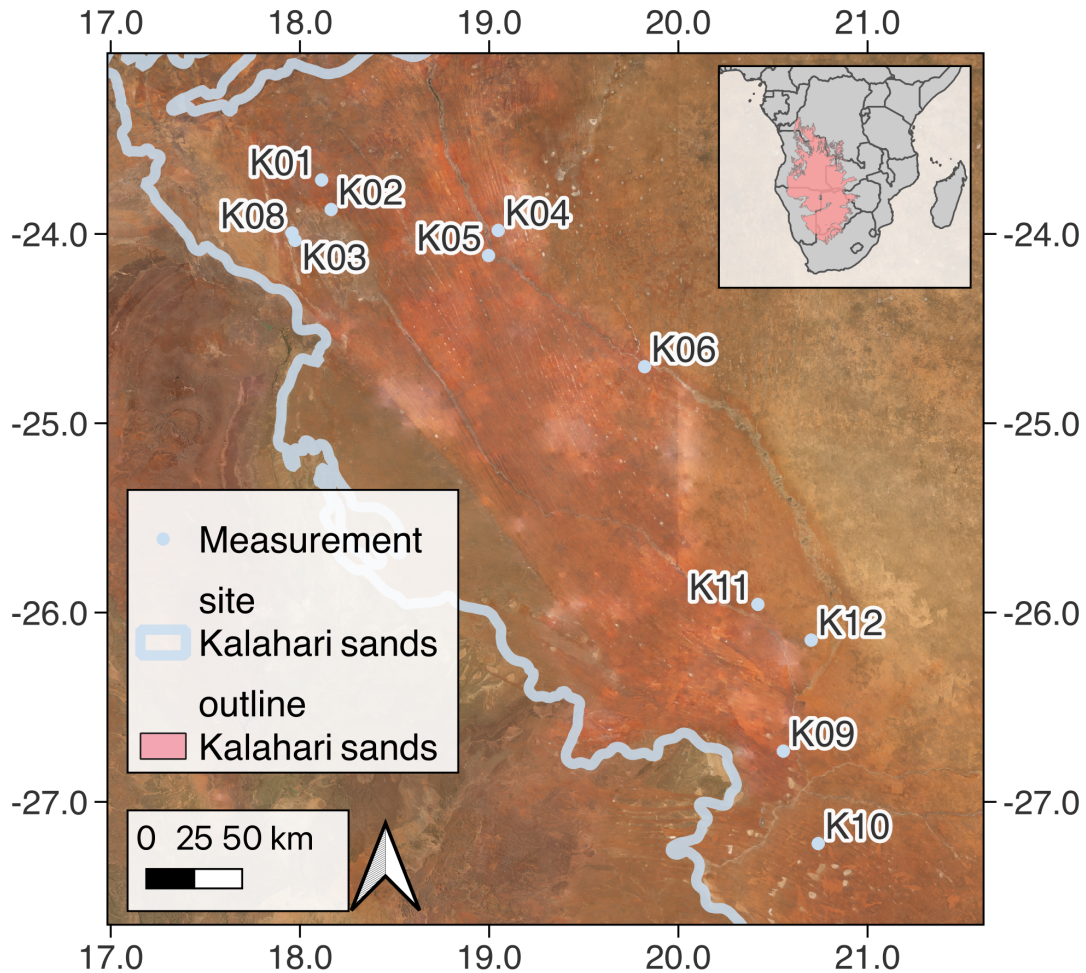 17.0 18.0 19.0 20.0 21.0
K01
K02
K08
K03
K04
K05
-24.0 -24.0
K06
-25.0 -25.0
Measurement
site
Kalahari sands
outline
Kalahari sands
K11
K12
-26.0 -26.0
K09
-27.0 -27.0
K10
0 25 50 km
17.0 18.0 19.0 20.0 21.0